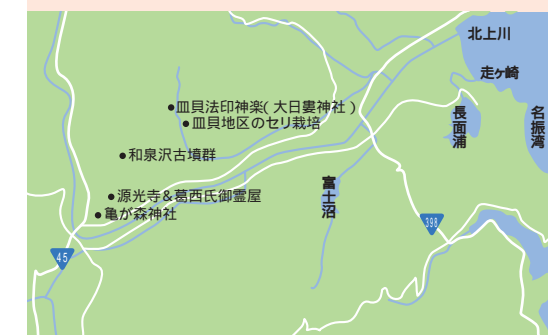 北上川
走ヶ崎
長面浦
名振湾
●皿貝法印神楽(大日孁神社)
●皿貝地区のセリ栽培
●和泉沢古墳群
●源光寺&葛西氏御霊屋
●亀が森神社
富士沼
398
45